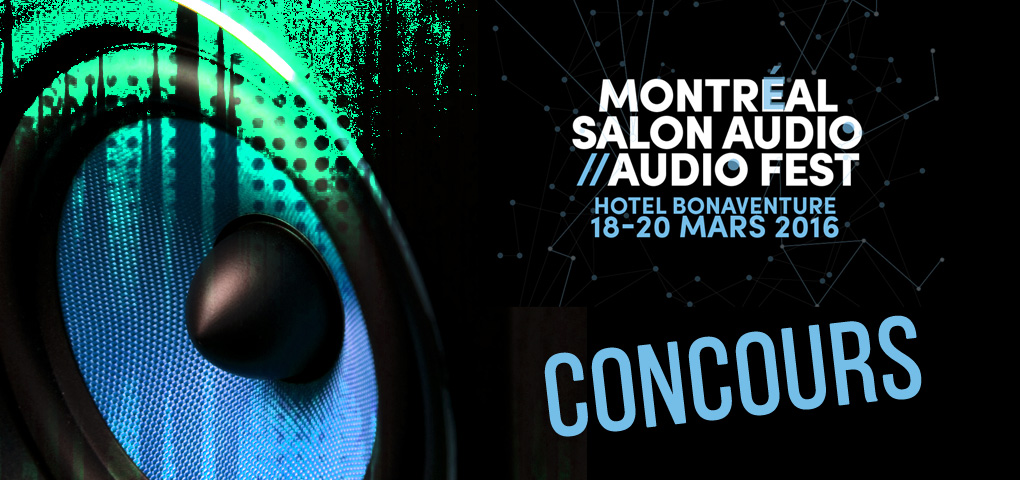 MONTRÉAL
SALON AUDIO
//AUDIO FEST
HOTEL BONAVENTURE
18-20 MARS 2016
CONCOURS